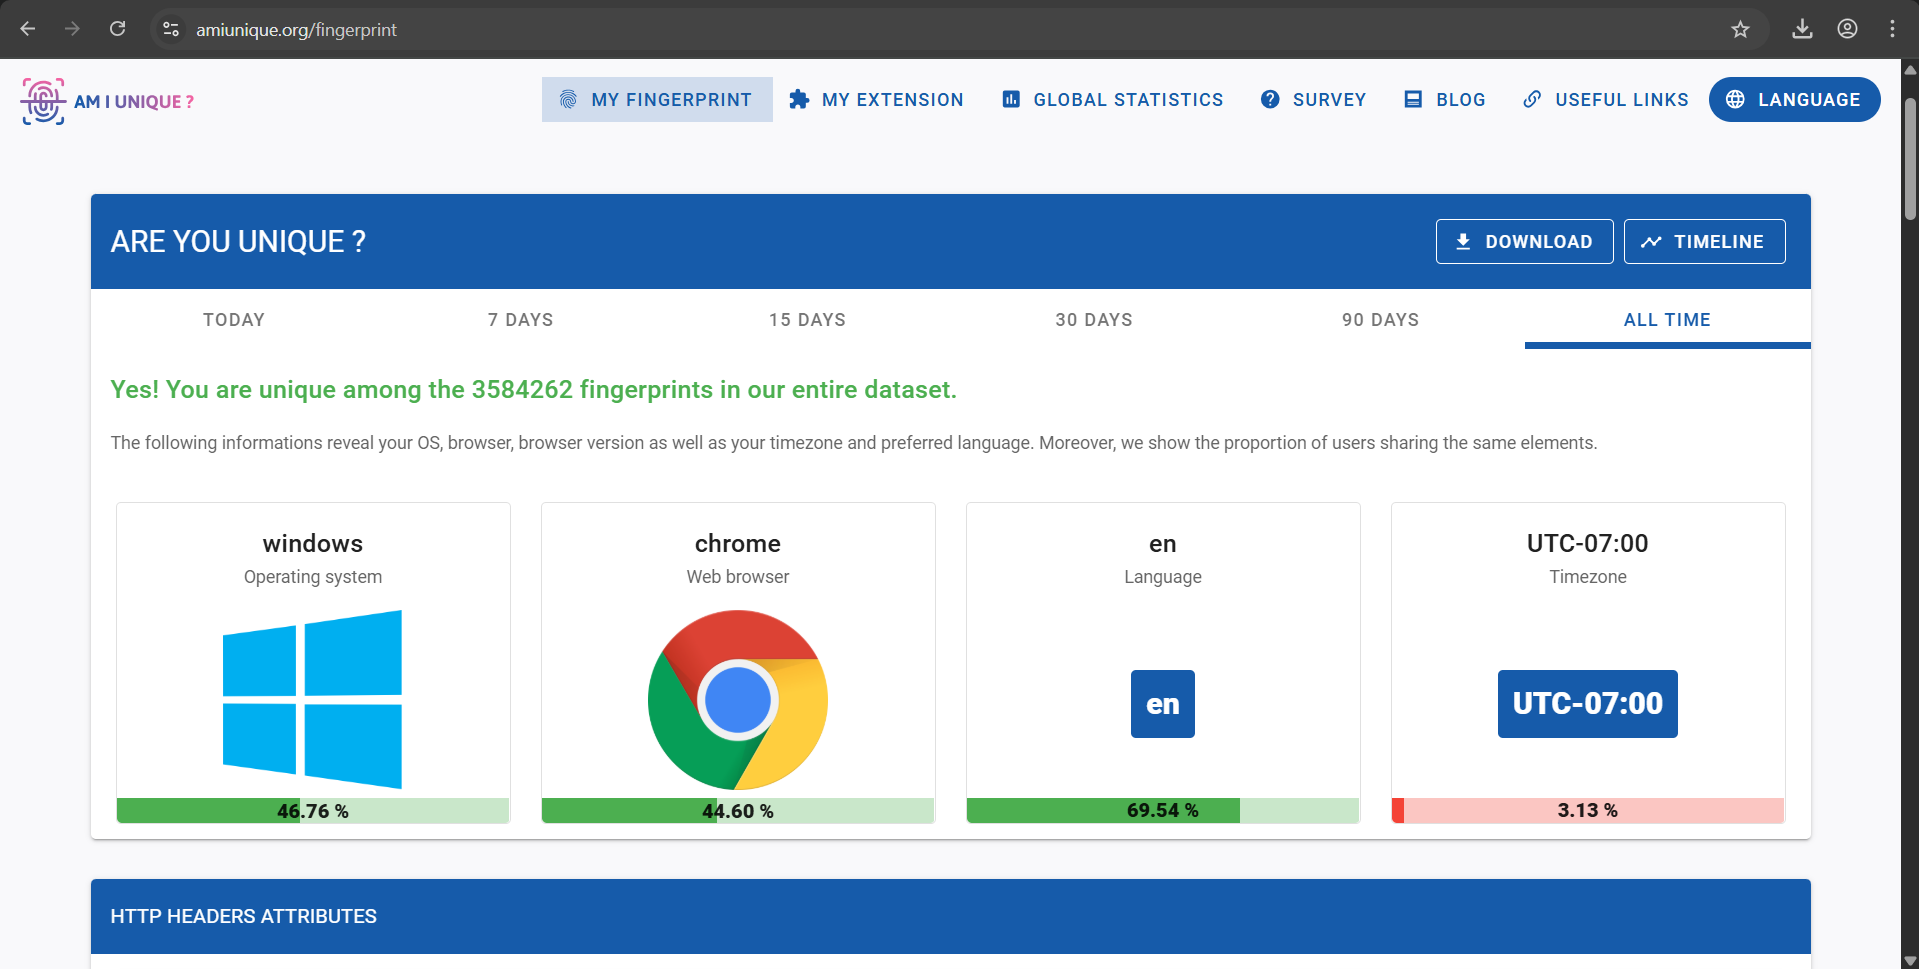 amiunique.org/fingerprint
AM I UNIQUE ?
MY FINGERPRINT
MY EXTENSION
GLOBAL STATISTICS
SURVEY
BLOG
USEFUL LINKS
LANGUAGE
ARE YOU UNIQUE ?
DOWNLOAD
TIMELINE
TODAY
7 DAYS
15 DAYS
30 DAYS
90 DAYS
ALL TIME
Yes! You are unique among the 3584262 fingerprints in our entire dataset.
The following informations reveal your OS, browser, browser version as well as your timezone and preferred language. Moreover, we show the proportion of users sharing the same elements.
windows
Operating system
46.76 %
chrome
Web browser
44.60 %
en
Language
en
69.54 %
UTC-07:00
Timezone
UTC-07:00
3.13 %
HTTP HEADERS ATTRIBUTES